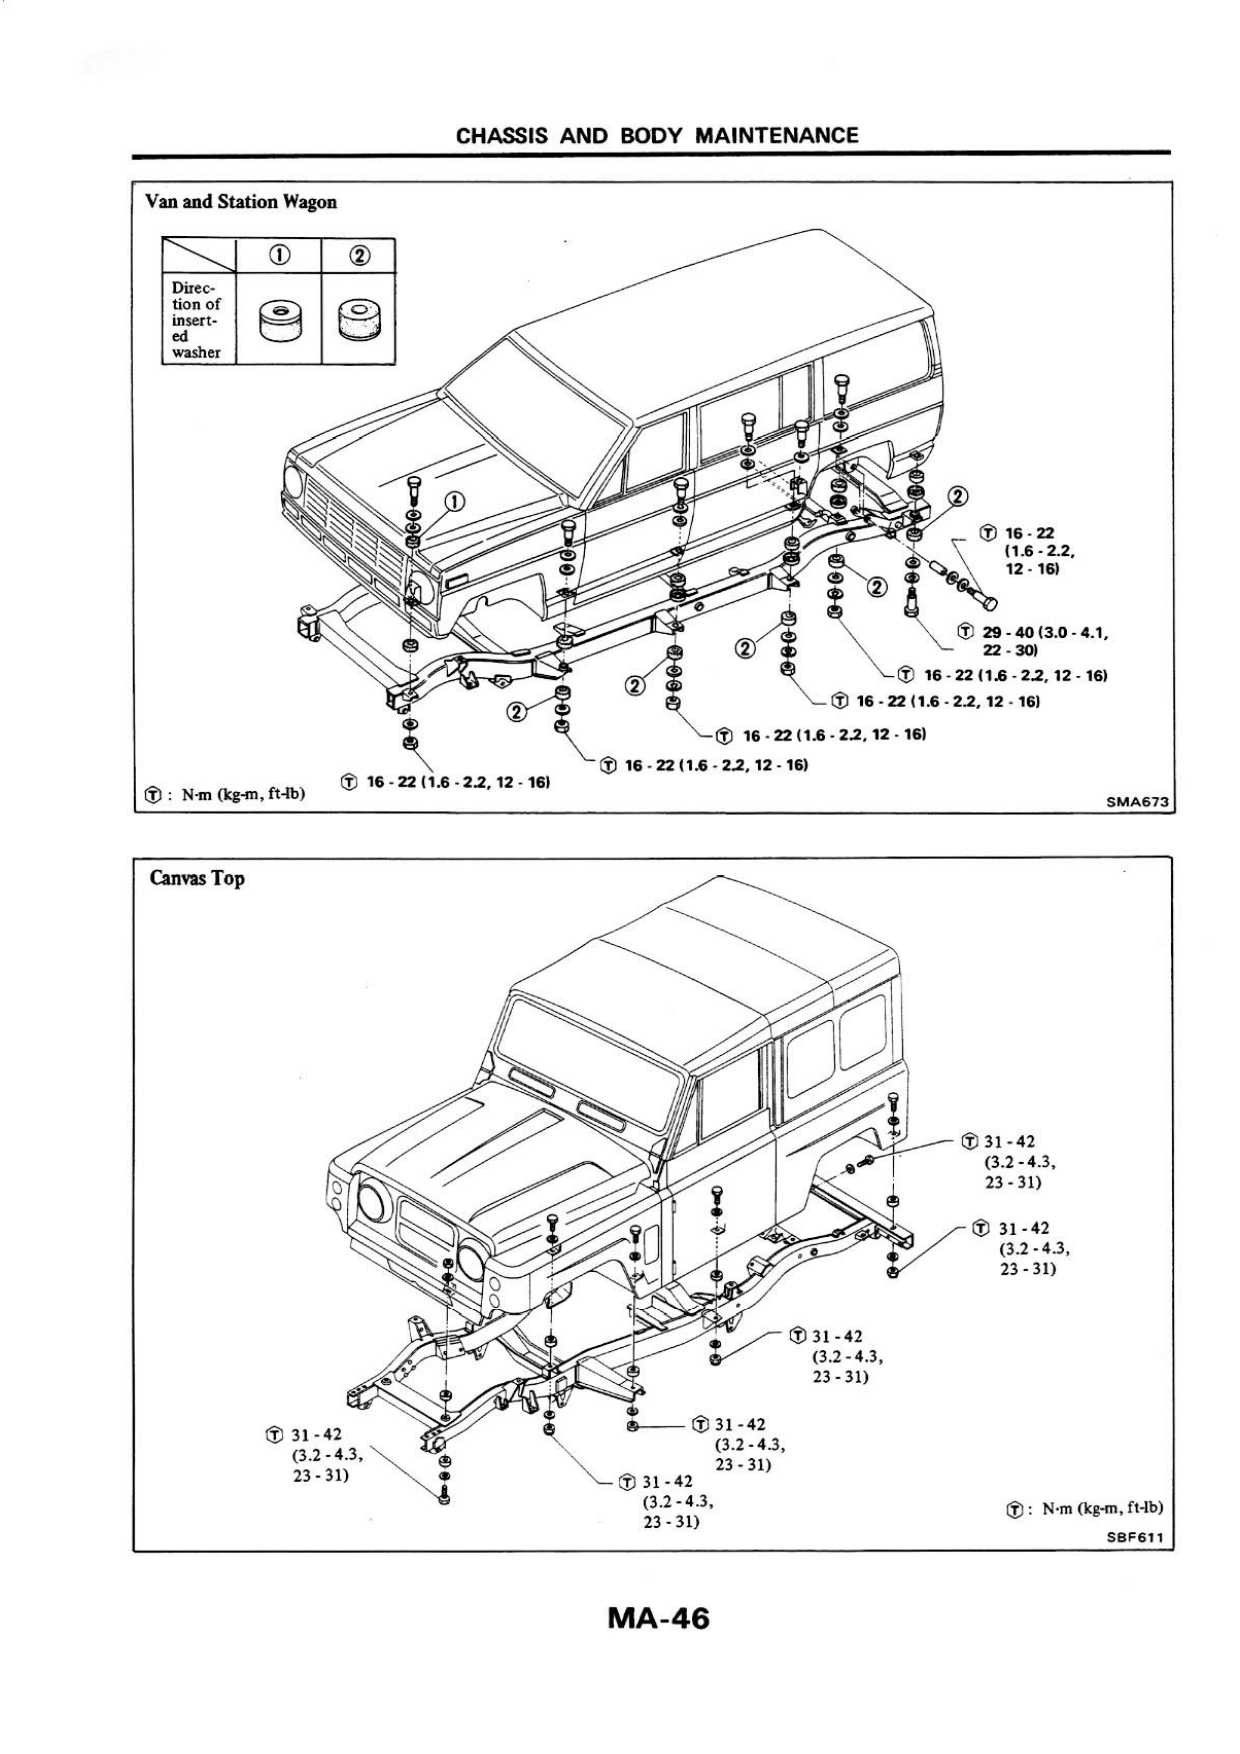 CHASSIS AND BODY MAINTENANCE
Van and Station Wagon
① ②
Direc-
tion of
insert-
ed
washer
①
②
Ⓣ 16 - 22
(1.6 - 2.2,
12 - 16)
②
Ⓣ 29 - 40 (3.0 - 4.1,
22 - 30)
②
Ⓣ 16 - 22 (1.6 - 2.2, 12 - 16)
②
Ⓣ 16 - 22 (1.6 - 2.2, 12 - 16)
②
Ⓣ 16 - 22 (1.6 - 2.2, 12 - 16)
Ⓣ 16 - 22 (1.6 - 2.2, 12 - 16)
Ⓣ 16 - 22 (1.6 - 2.2, 12 - 16)
Ⓣ : N·m (kg-m, ft-lb)
SMA673
Canvas Top
Ⓣ 31 - 42
(3.2 - 4.3,
23 - 31)
Ⓣ 31 - 42
(3.2 - 4.3,
23 - 31)
Ⓣ 31 - 42
(3.2 - 4.3,
23 - 31)
Ⓣ 31 - 42
(3.2 - 4.3,
23 - 31)
Ⓣ 31 - 42
(3.2 - 4.3,
23 - 31)
Ⓣ 31 - 42
(3.2 - 4.3,
23 - 31)
Ⓣ : N·m (kg-m, ft-lb)
SBF611
MA-46